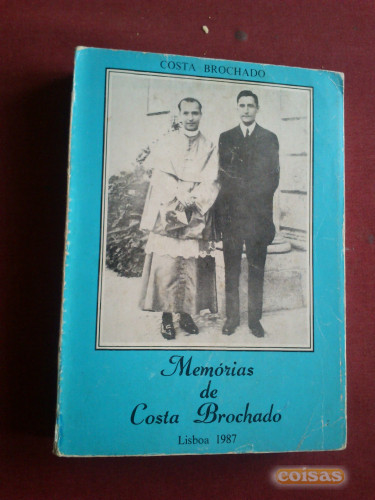 COSTA BROCHADO
Memórias
de
Costa Brochado
Lisboa 1987
coisas